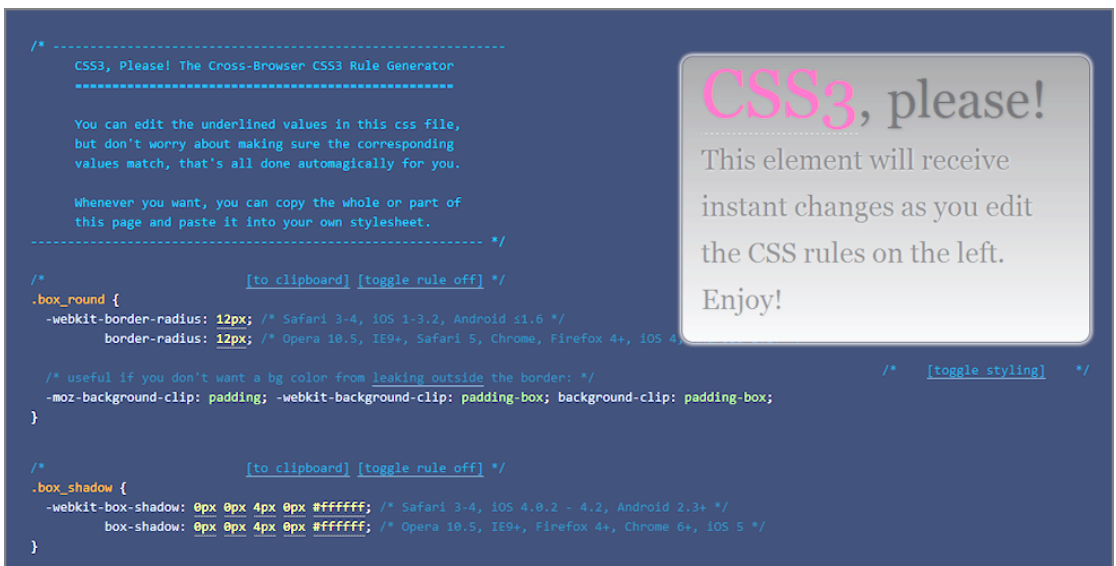 /* -------------------------------------------------------------
CSS3, Please! The Cross-Browser CSS3 Rule Generator
===================================================
You can edit the underlined values in this css file,
but don't worry about making sure the corresponding
values match, that's all done automagically for you.
Whenever you want, you can copy the whole or part of
this page and paste it into your own stylesheet.
------------------------------------------------------------- */
CSS3, please!
This element will receive
instant changes as you edit
the CSS rules on the left.
Enjoy!
/* [toggle styling] */
/* [to clipboard] [toggle rule off] */
.box_round {
-webkit-border-radius: 12px; /* Safari 3-4, iOS 1-3.2, Android ≤1.6 */
border-radius: 12px; /* Opera 10.5, IE9+, Safari 5, Chrome, Firefox 4+, iOS 4,
/* useful if you don't want a bg color from leaking outside the border: */
-moz-background-clip: padding; -webkit-background-clip: padding-box; background-clip: padding-box;
}
/* [to clipboard] [toggle rule off] */
.box_shadow {
-webkit-box-shadow: 0px 0px 4px 0px #ffffff; /* Safari 3-4, iOS 4.0.2 - 4.2, Android 2.3+ */
box-shadow: 0px 0px 4px 0px #ffffff; /* Opera 10.5, IE9+, Firefox 4+, Chrome 6+, iOS 5 */
}